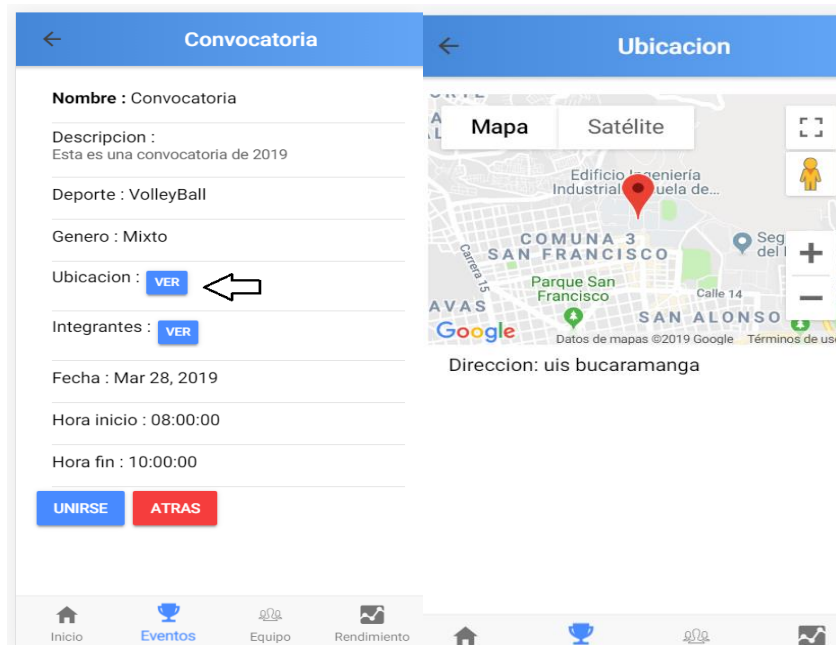 Convocatoria
Nombre : Convocatoria
Descripcion :
Esta es una convocatoria de 2019
Deporte : VolleyBall
Genero : Mixto
Ubicacion : VER
Integrantes : VER
Fecha : Mar 28, 2019
Hora inicio : 08:00:00
Hora fin : 10:00:00
UNIRSE ATRAS
Inicio Eventos Equipo Rendimiento
Ubicacion
Mapa Satélite
Edificio Ingeniería
Industrial
COMUNA 3
SAN FRANCISCO
Carrera 15
Parque San
Francisco
Calle 14
SAN ALONSO
Google
Datos de mapas ©2019 Google Términos de uso
Direccion: uis bucaramanga